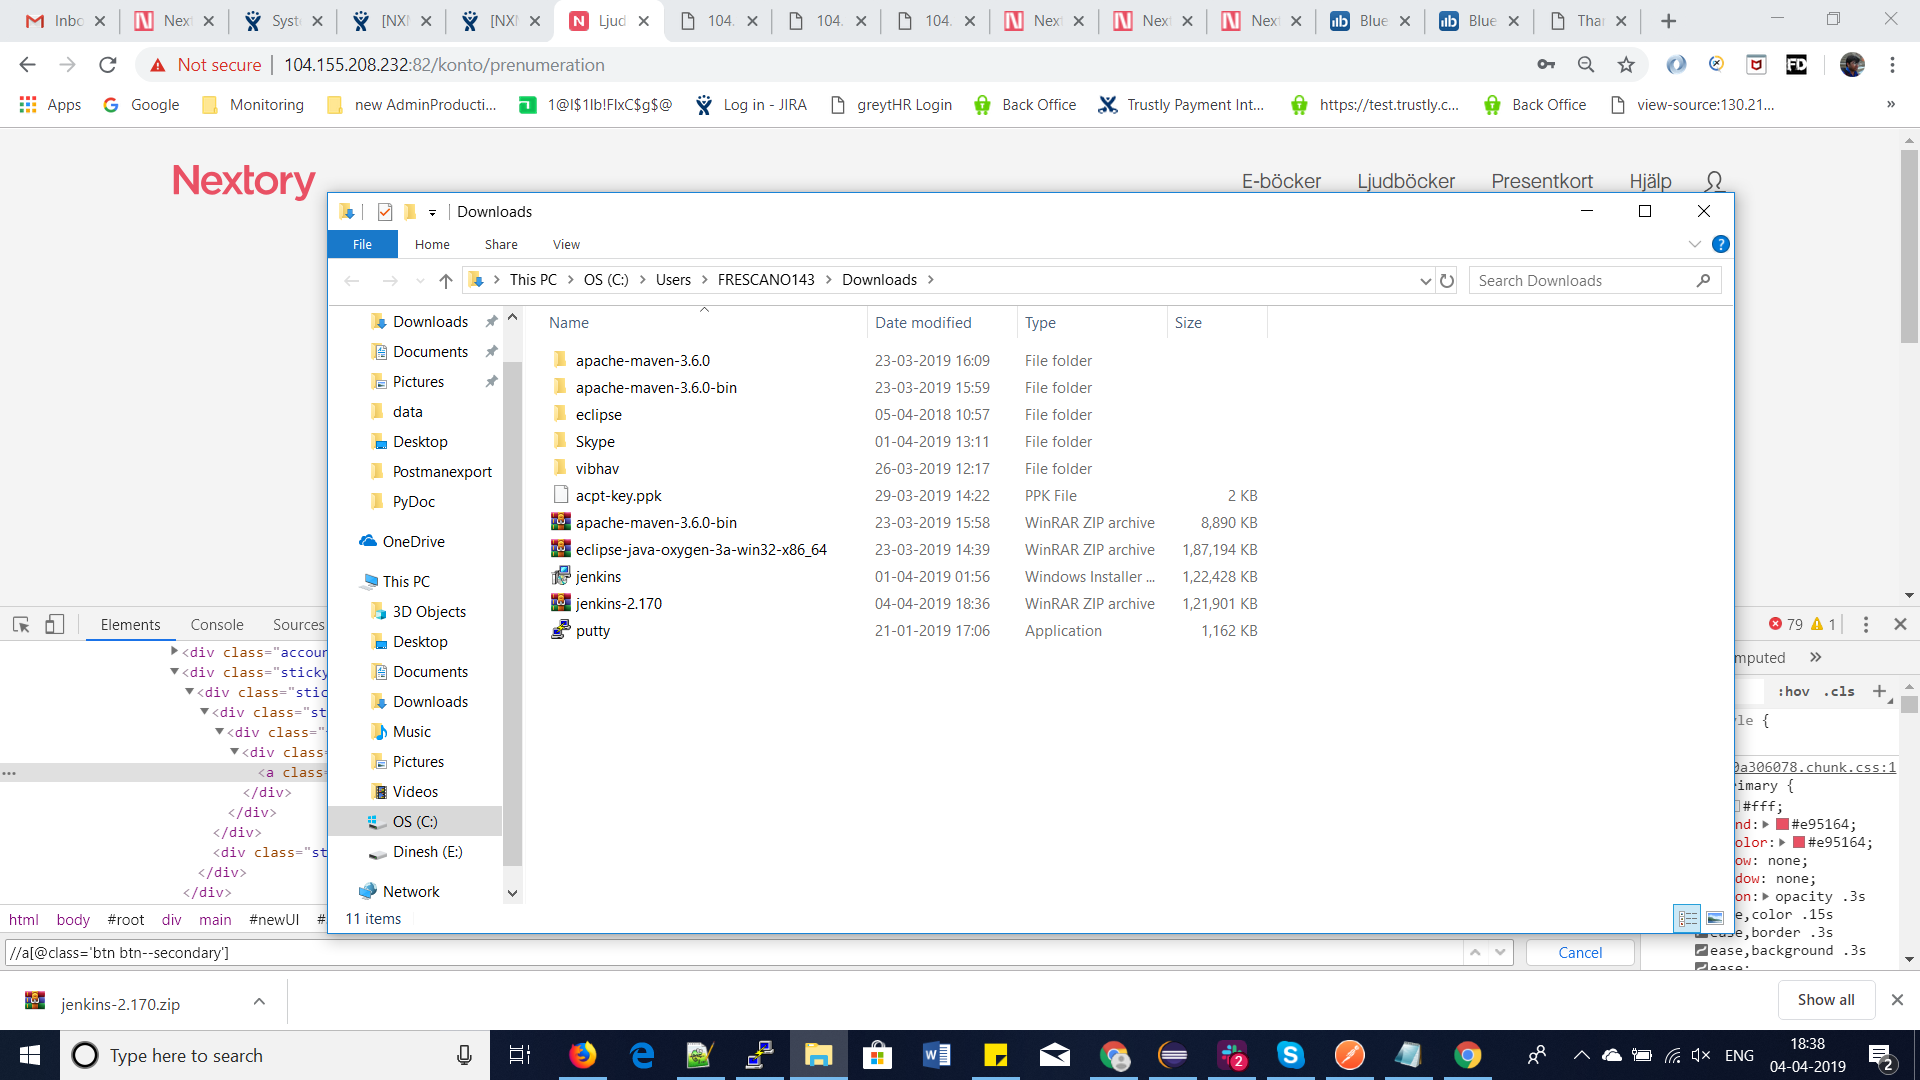 Inbo
Next
Syst
[NXM
[NXM
Ljud
104.
104.
104.
Next
Next
Next
Blue
Blue
Than
Not secure
104.155.208.232:82/konto/prenumeration
Apps
Google
Monitoring
new AdminProducti...
1@I$1Ib!FIxC$g$@
Log in - JIRA
greytHR Login
Back Office
Trustly Payment Int...
https://test.trustly.c...
Back Office
view-source:130.21...
»
Nextory
E-böcker
Ljudböcker
Presentkort
Hjälp
Downloads
File
Home
Share
View
This PC > OS (C:) > Users > FRESCANO143 > Downloads >
Search Downloads
Downloads
Documents
Pictures
data
Desktop
Postmanexport
PyDoc
OneDrive
This PC
3D Objects
Desktop
Documents
Downloads
Music
Pictures
Videos
OS (C:)
Dinesh (E:)
Network
Name Date modified Type Size
apache-maven-3.6.0 23-03-2019 16:09 File folder
apache-maven-3.6.0-bin 23-03-2019 15:59 File folder
eclipse 05-04-2018 10:57 File folder
Skype 01-04-2019 13:11 File folder
vibhav 26-03-2019 12:17 File folder
acpt-key.ppk 29-03-2019 14:22 PPK File 2 KB
apache-maven-3.6.0-bin 23-03-2019 15:58 WinRAR ZIP archive 8,890 KB
eclipse-java-oxygen-3a-win32-x86_64 23-03-2019 14:39 WinRAR ZIP archive 1,87,194 KB
jenkins 01-04-2019 01:56 Windows Installer ... 1,22,428 KB
jenkins-2.170 04-04-2019 18:36 WinRAR ZIP archive 1,21,901 KB
putty 21-01-2019 17:06 Application 1,162 KB
11 items
Elements
Console
Sources
79
1
<div class="accour
<div class="sticky
<div class="stic
<div class="st
<div class="
<div class=
<a class=
</div>
</div>
</div>
<div class="st
</div>
</div>
mputed
»
:hov .cls +
le {
0a306078.chunk.css:1
rimary {
#fff;
nd: #e95164;
olor: #e95164;
ow: none;
dow: none;
on: opacity .3s
e,color .15s
ease,border .3s
ease,background .3s
ease;
html body #root div main #newUI #
//a[@class='btn btn--secondary']
Cancel
jenkins-2.170.zip
Show all
Type here to search
2
ENG
18:38
04-04-2019
2